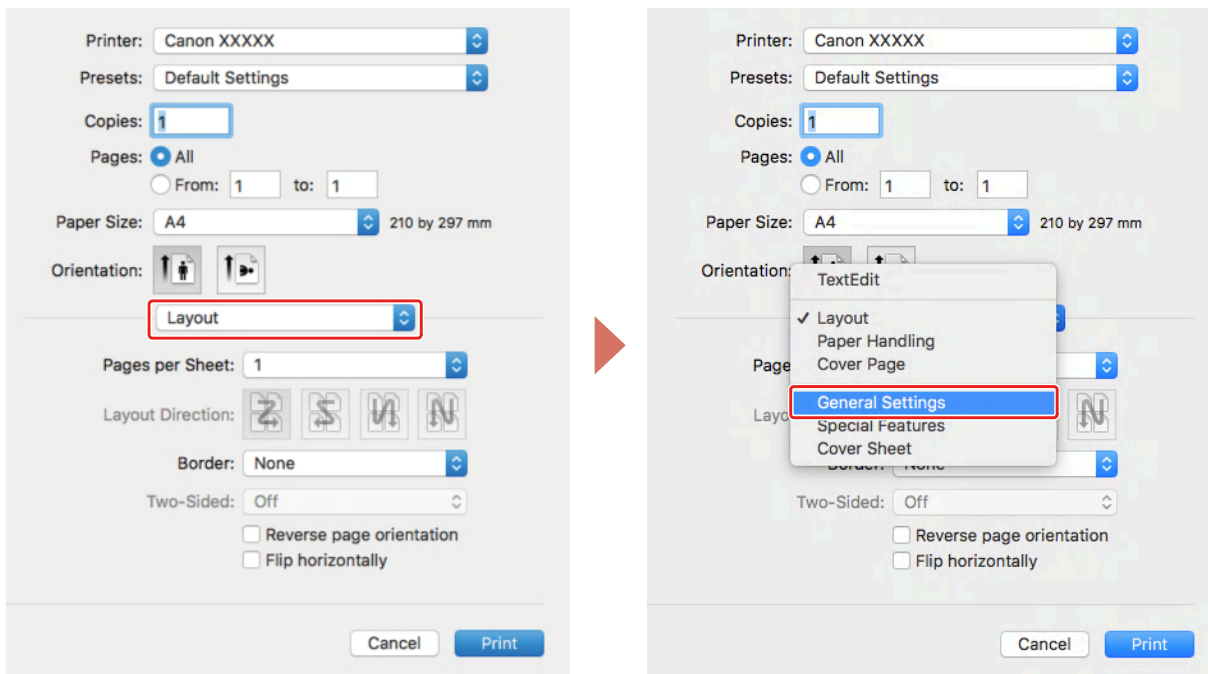 Printer: Canon XXXXX
Presets: Default Settings
Copies: 1
Pages: All
From: 1 to: 1
Paper Size: A4 210 by 297 mm
Orientation:
Layout
Pages per Sheet: 1
Layout Direction:
Border: None
Two-Sided: Off
Reverse page orientation
Flip horizontally
Cancel Print
Printer: Canon XXXXX
Presets: Default Settings
Copies: 1
Pages: All
From: 1 to: 1
Paper Size: A4 210 by 297 mm
Orientation:
TextEdit
✓ Layout
Paper Handling
Page Cover Page
General Settings
Layo
Special Features
Cover Sheet
Border: None
Two-Sided: Off
Reverse page orientation
Flip horizontally
Cancel Print